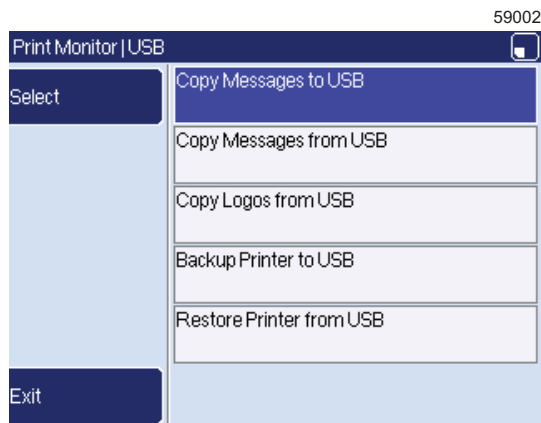 59002
Print Monitor | USB
Select
Copy Messages to USB
Copy Messages from USB
Copy Logos from USB
Backup Printer to USB
Restore Printer from USB
Exit